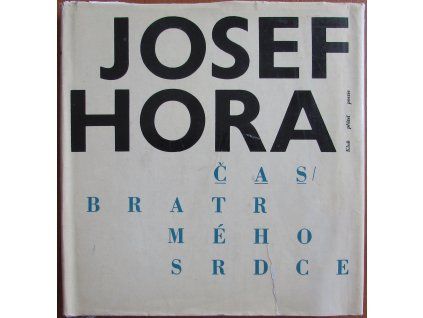 JOSEF
HORA
Klub přátel poezie
ČAS/
BRATR
MÉHO
SRDCE